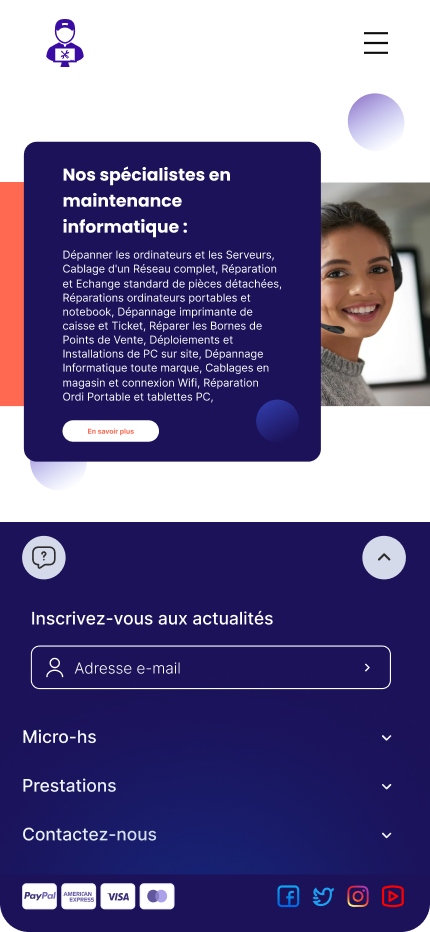 Nos spécialistes en
maintenance
informatique :
Dépanner les ordinateurs et les Serveurs,
Cablage d'un Réseau complet, Réparation
et Echange standard de pièces détachées,
Réparations ordinateurs portables et
notebook, Dépannage imprimante de
caisse et Ticket, Réparer les Bornes de
Points de Vente, Déploiements et
Installations de PC sur site, Dépannage
Informatique toute marque, Cablages en
magasin et connexion Wifi, Réparation
Ordi Portable et tablettes PC,
En savoir plus
Inscrivez-vous aux actualités
Adresse e-mail
Micro-hs
Prestations
Contactez-nous
PayPal AMERICAN EXPRESS VISA